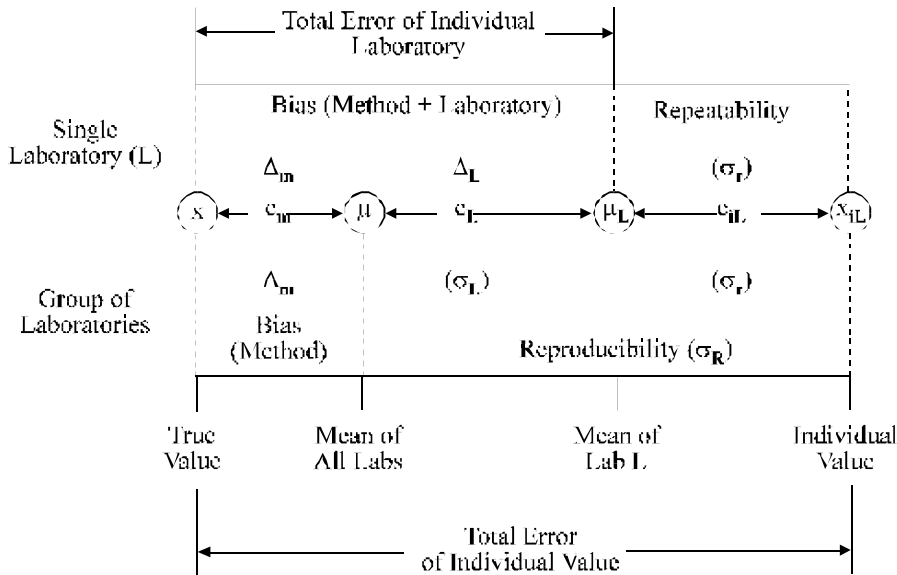 Total Error of Individual
Laboratory
Bias (Method + Laboratory)
Repeatability
Single
Laboratory (L)
Δm
ΔL
(σr)
x
em
μ
eL
μL
eiL
xiL
Δm
(σL)
(σr)
Group of
Laboratories
Bias
(Method)
Reproducibility (σR)
True
Value
Mean of
All Labs
Mean of
Lab L
Individual
Value
Total Error
of Individual Value